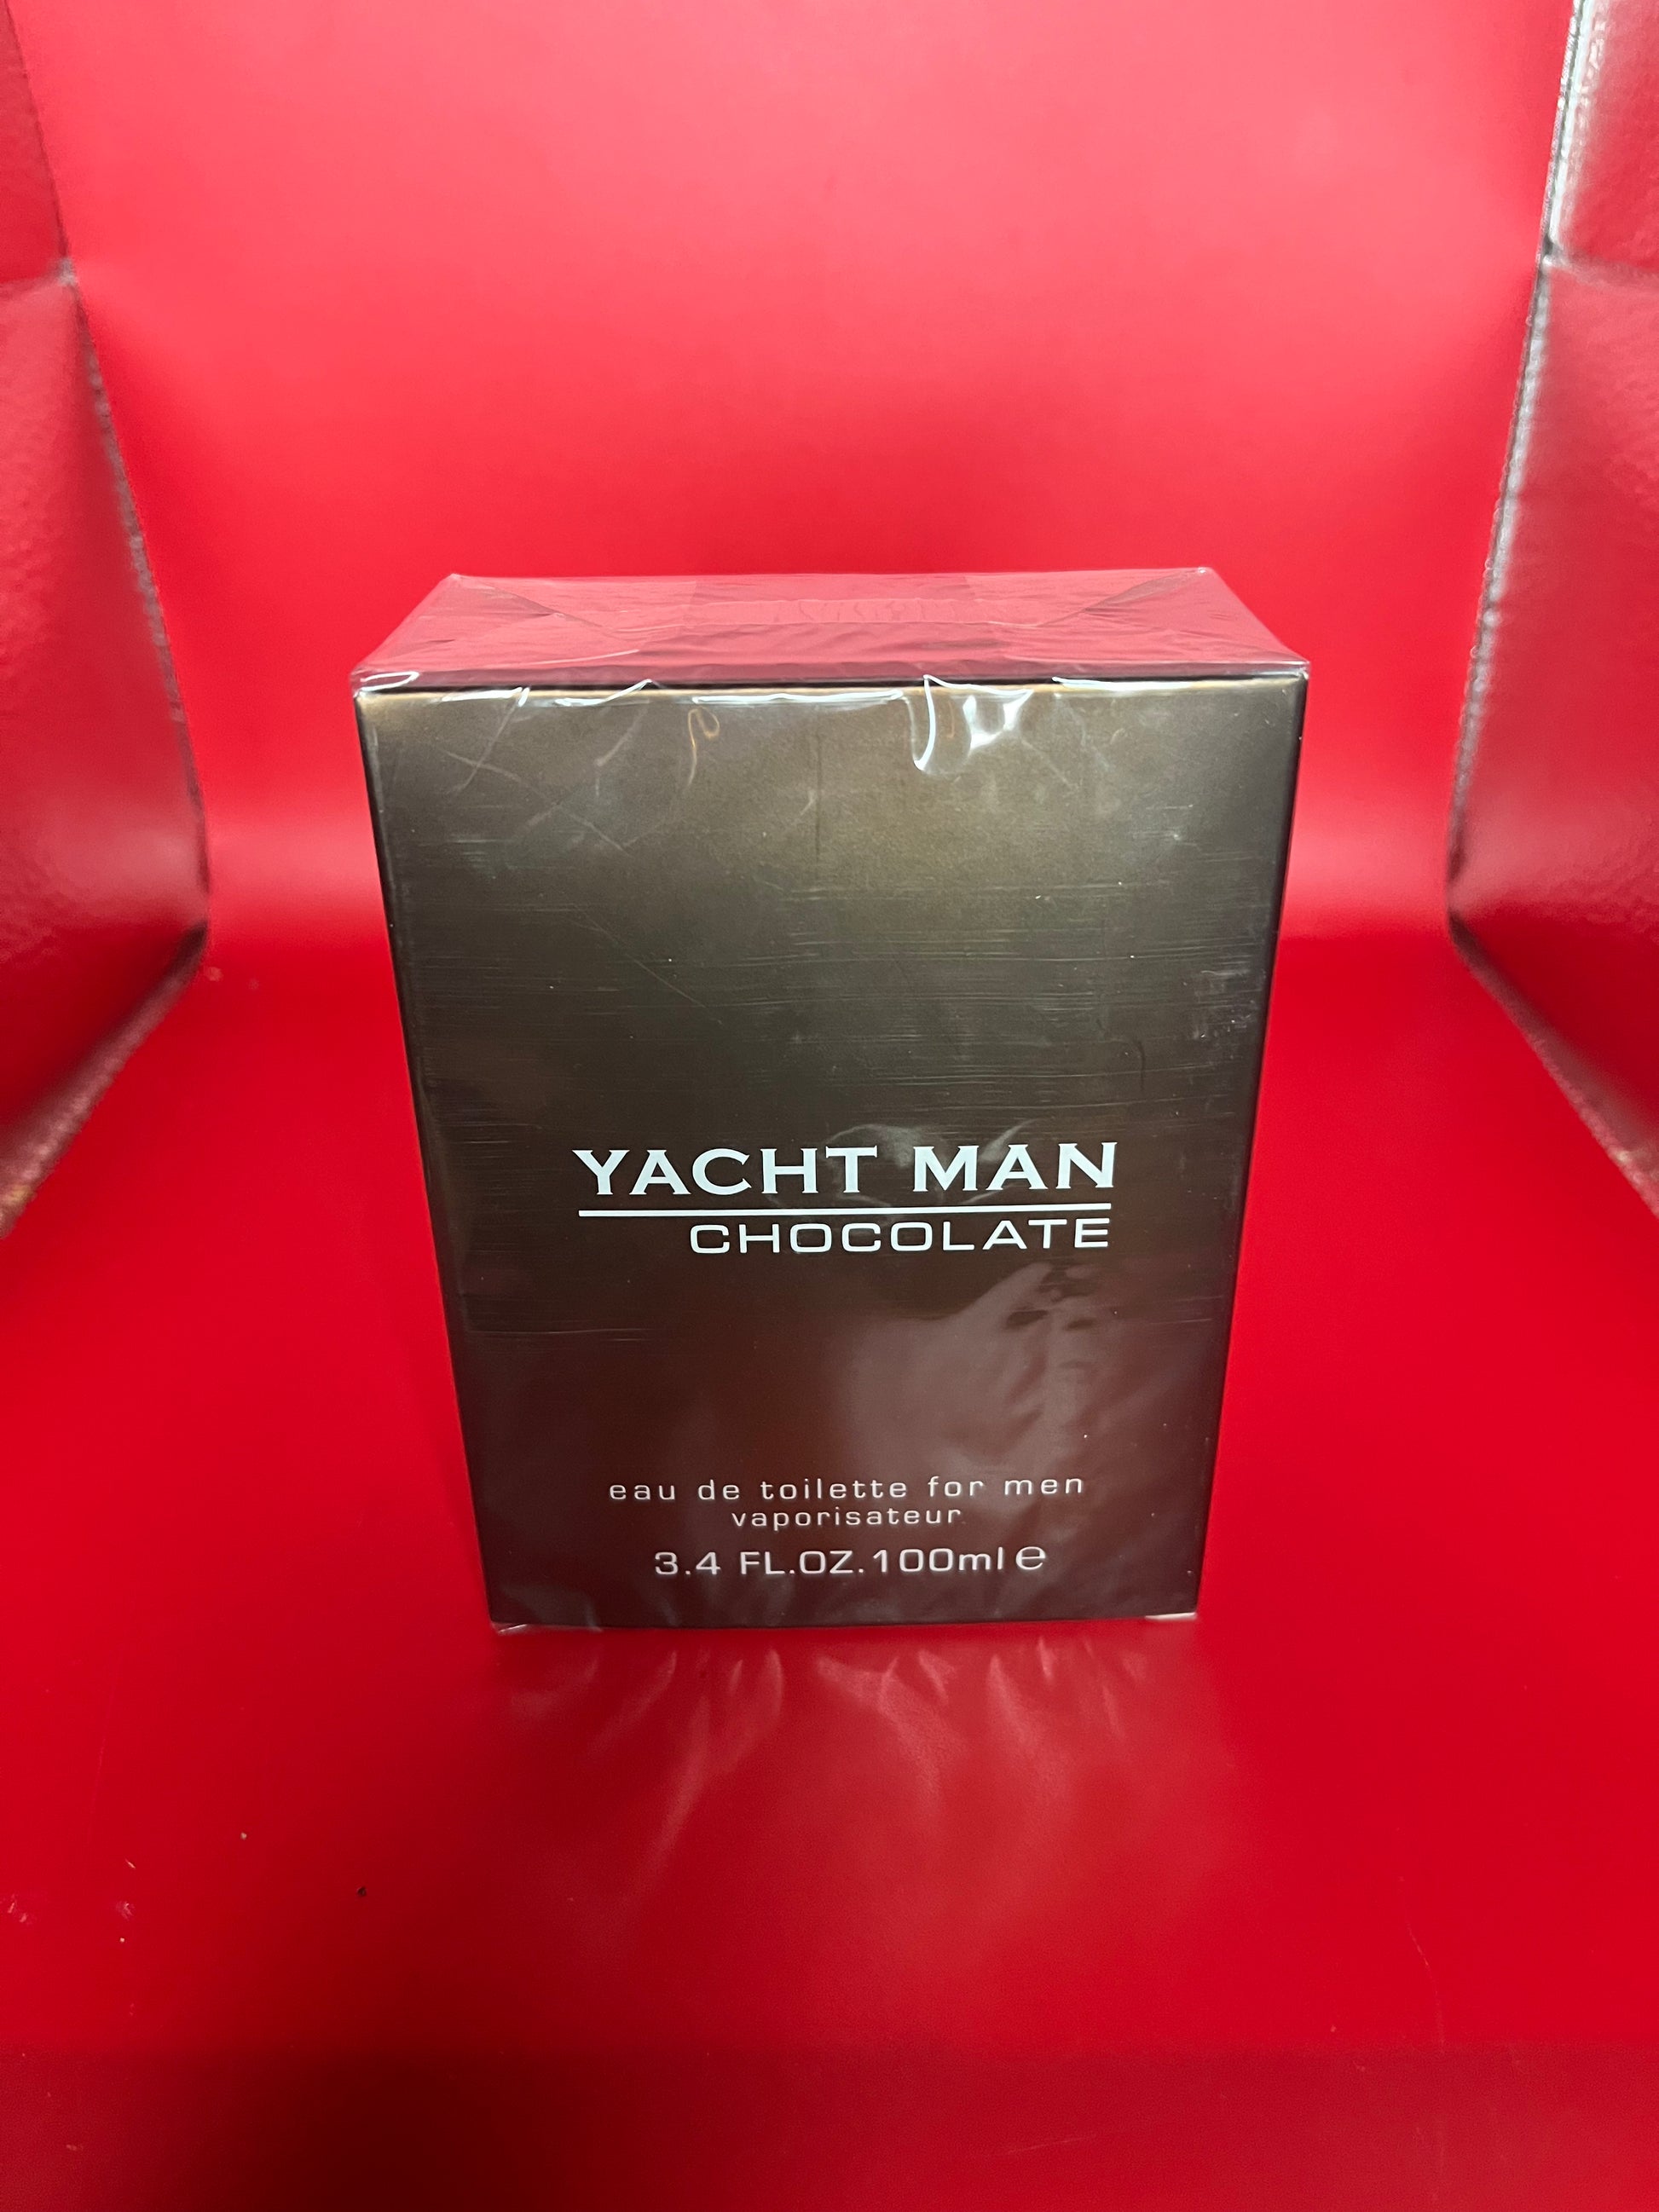 YACHT MAN
CHOCOLATE
eau de toilette for men
vaporisateur
3.4 FL.OZ.100ml ℮